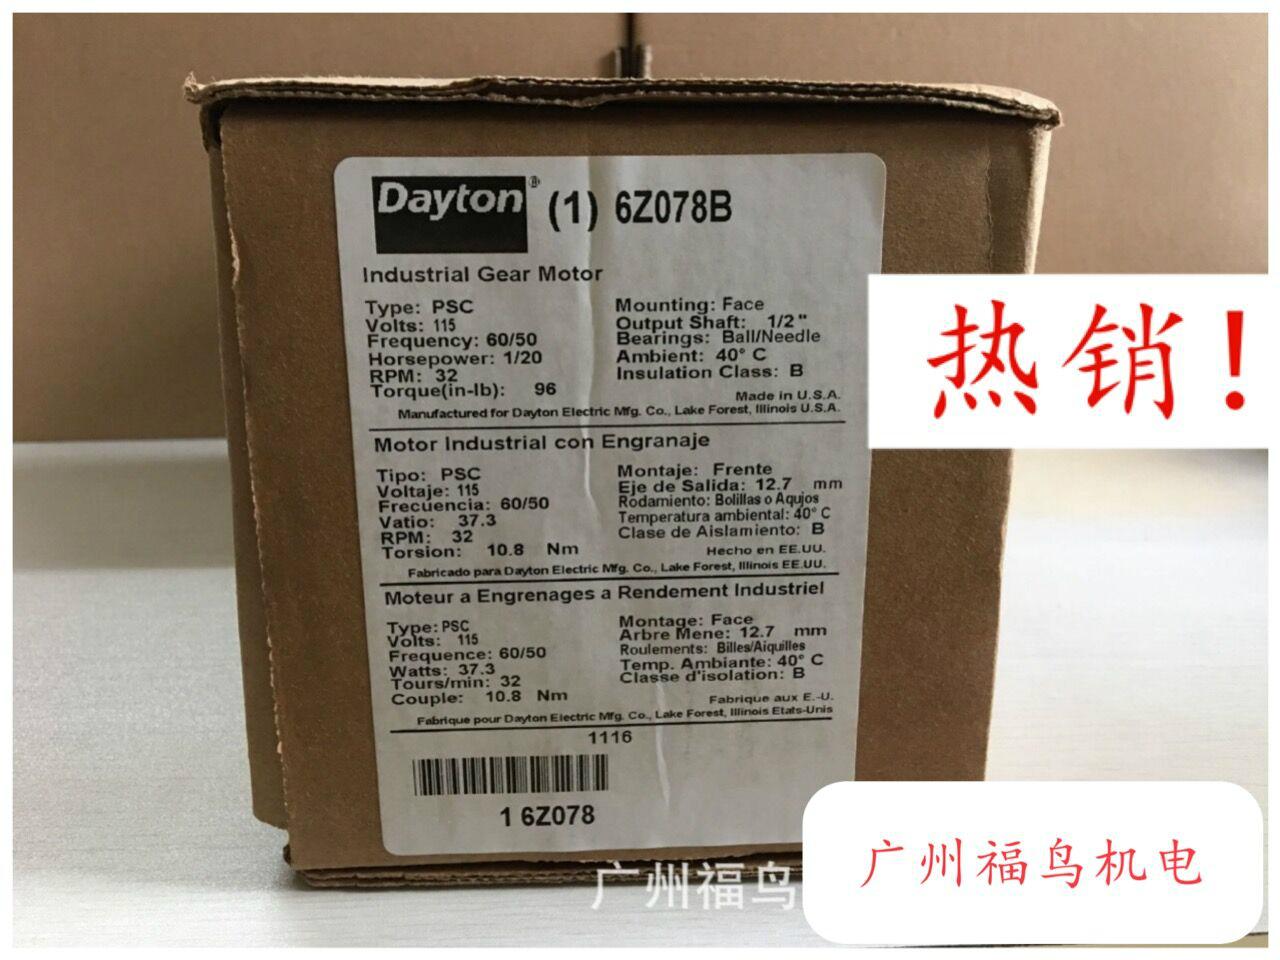 Dayton® (1) 6Z078B
Industrial Gear Motor
Type: PSC
Volts: 115
Frequency: 60/50
Horsepower: 1/20
RPM: 32
Torque(in-lb): 96
Mounting: Face
Output Shaft: 1/2"
Bearings: Ball/Needle
Ambient: 40° C
Insulation Class: B
Made in U.S.A.
Manufactured for Dayton Electric Mfg. Co., Lake Forest, Illinois U.S.A.
Motor Industrial con Engranaje
Tipo: PSC
Voltaje: 115
Frecuencia: 60/50
Vatio: 37.3
RPM: 32
Torsion: 10.8 Nm
Montaje: Frente
Eje de Salida: 12.7 mm
Rodamiento: Bolillas o Aqujos
Temperatura ambiental: 40° C
Clase de Aislamiento: B
Hecho en EE.UU.
Fabricado para Dayton Electric Mfg. Co., Lake Forest, Illinois EE.UU.
Moteur a Engrenages a Rendement Industriel
Type: PSC
Volts: 115
Frequence: 60/50
Watts: 37.3
Tours/min: 32
Couple: 10.8 Nm
Montage: Face
Arbre Mene: 12.7 mm
Roulements: Billes/Aiquilles
Temp. Ambiante: 40° C
Classe d'isolation: B
Fabrique aux E.-U.
Fabrique pour Dayton Electric Mfg. Co., Lake Forest, Illinois Etats-Unis
1116
1 6Z078
热销!
广州福鸟机电
广州福鸟